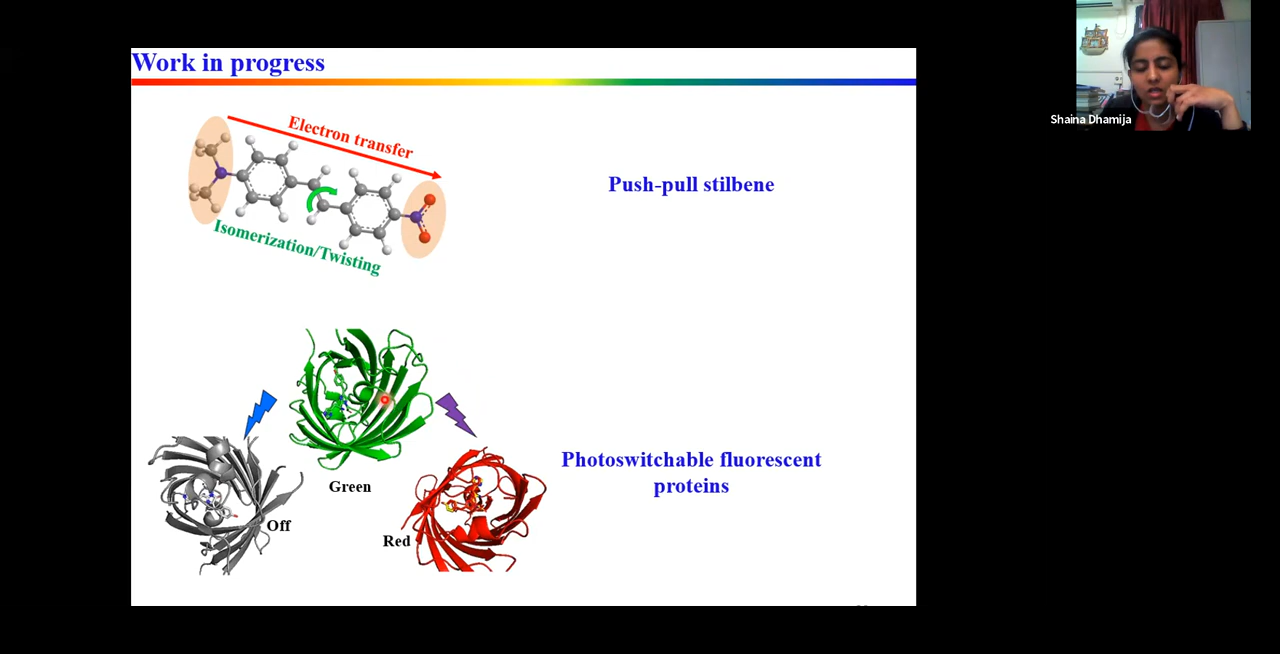 Work in progress
Electron transfer
Isomerization/Twisting
Push-pull stilbene
Green
Off
Red
Photoswitchable fluorescent
proteins
Shaina Dhamija